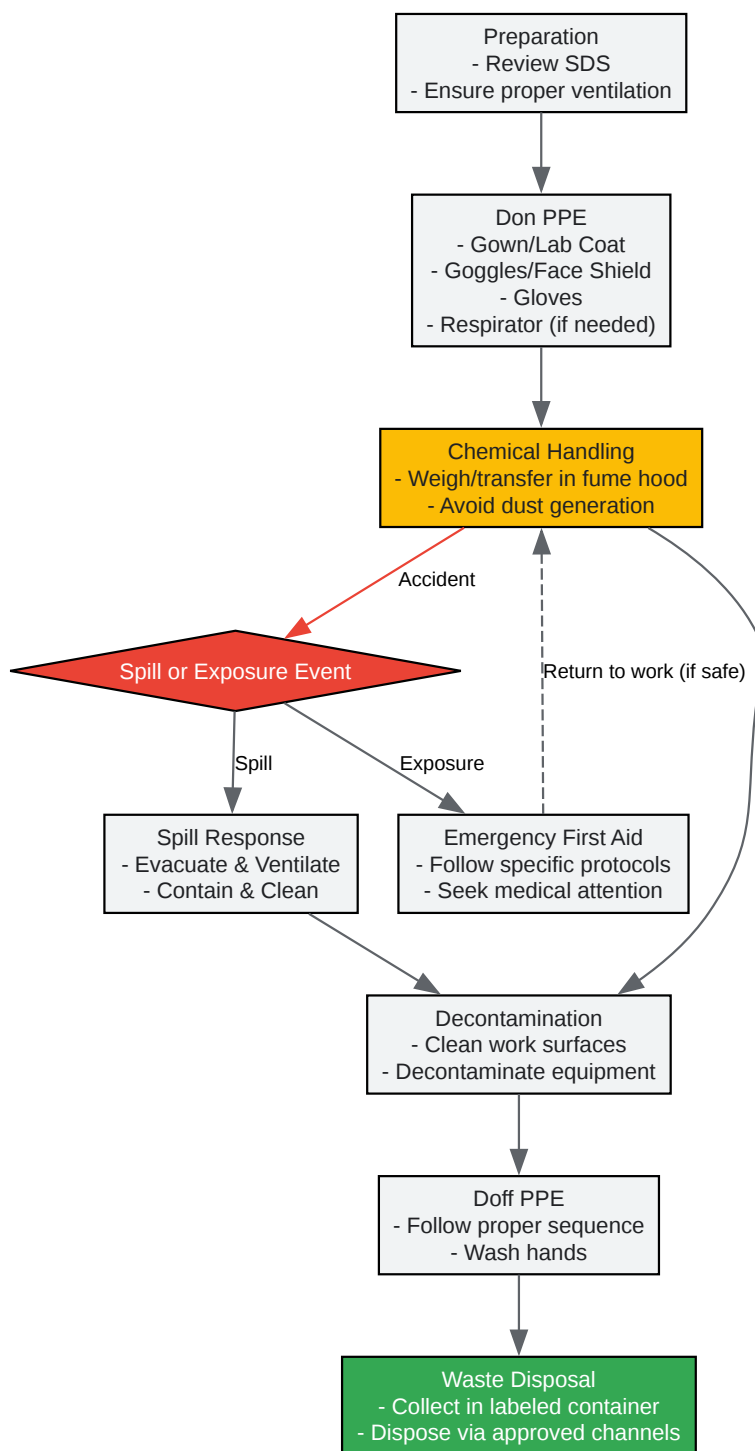 Preparation
- Review SDS
- Ensure proper ventilation
Don PPE
- Gown/Lab Coat
- Goggles/Face Shield
- Gloves
- Respirator (if needed)
Chemical Handling
- Weigh/transfer in fume hood
- Avoid dust generation
Accident
Spill or Exposure Event
Return to work (if safe)
Spill
Exposure
Spill Response
- Evacuate & Ventilate
- Contain & Clean
Emergency First Aid
- Follow specific protocols
- Seek medical attention
Decontamination
- Clean work surfaces
- Decontaminate equipment
Doff PPE
- Follow proper sequence
- Wash hands
Waste Disposal
- Collect in labeled container
- Dispose via approved channels